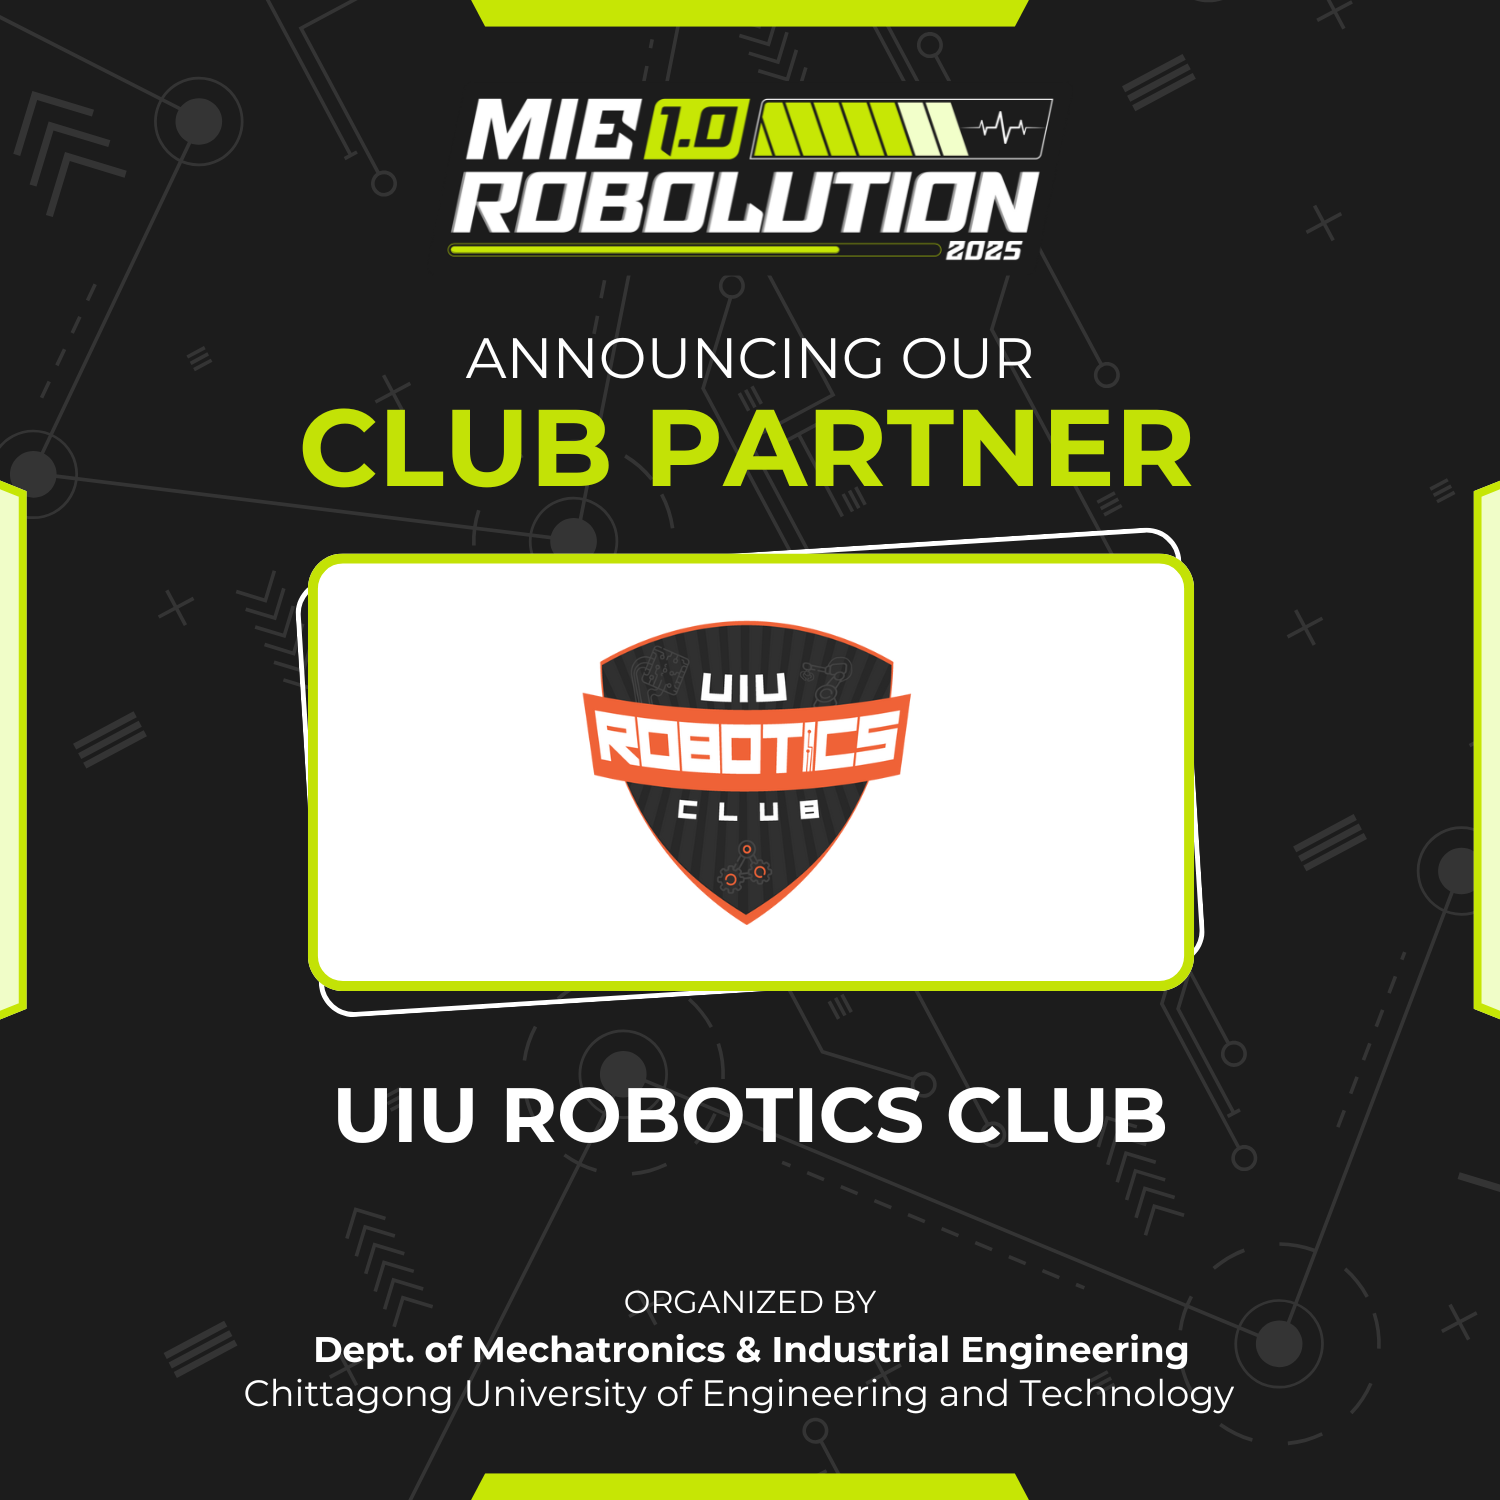 MIE 1.0
ROBOLUTION
2025
ANNOUNCING OUR
CLUB PARTNER
UIU
ROBOTICS
CLUB
UIU ROBOTICS CLUB
ORGANIZED BY
Dept. of Mechatronics & Industrial Engineering
Chittagong University of Engineering and Technology